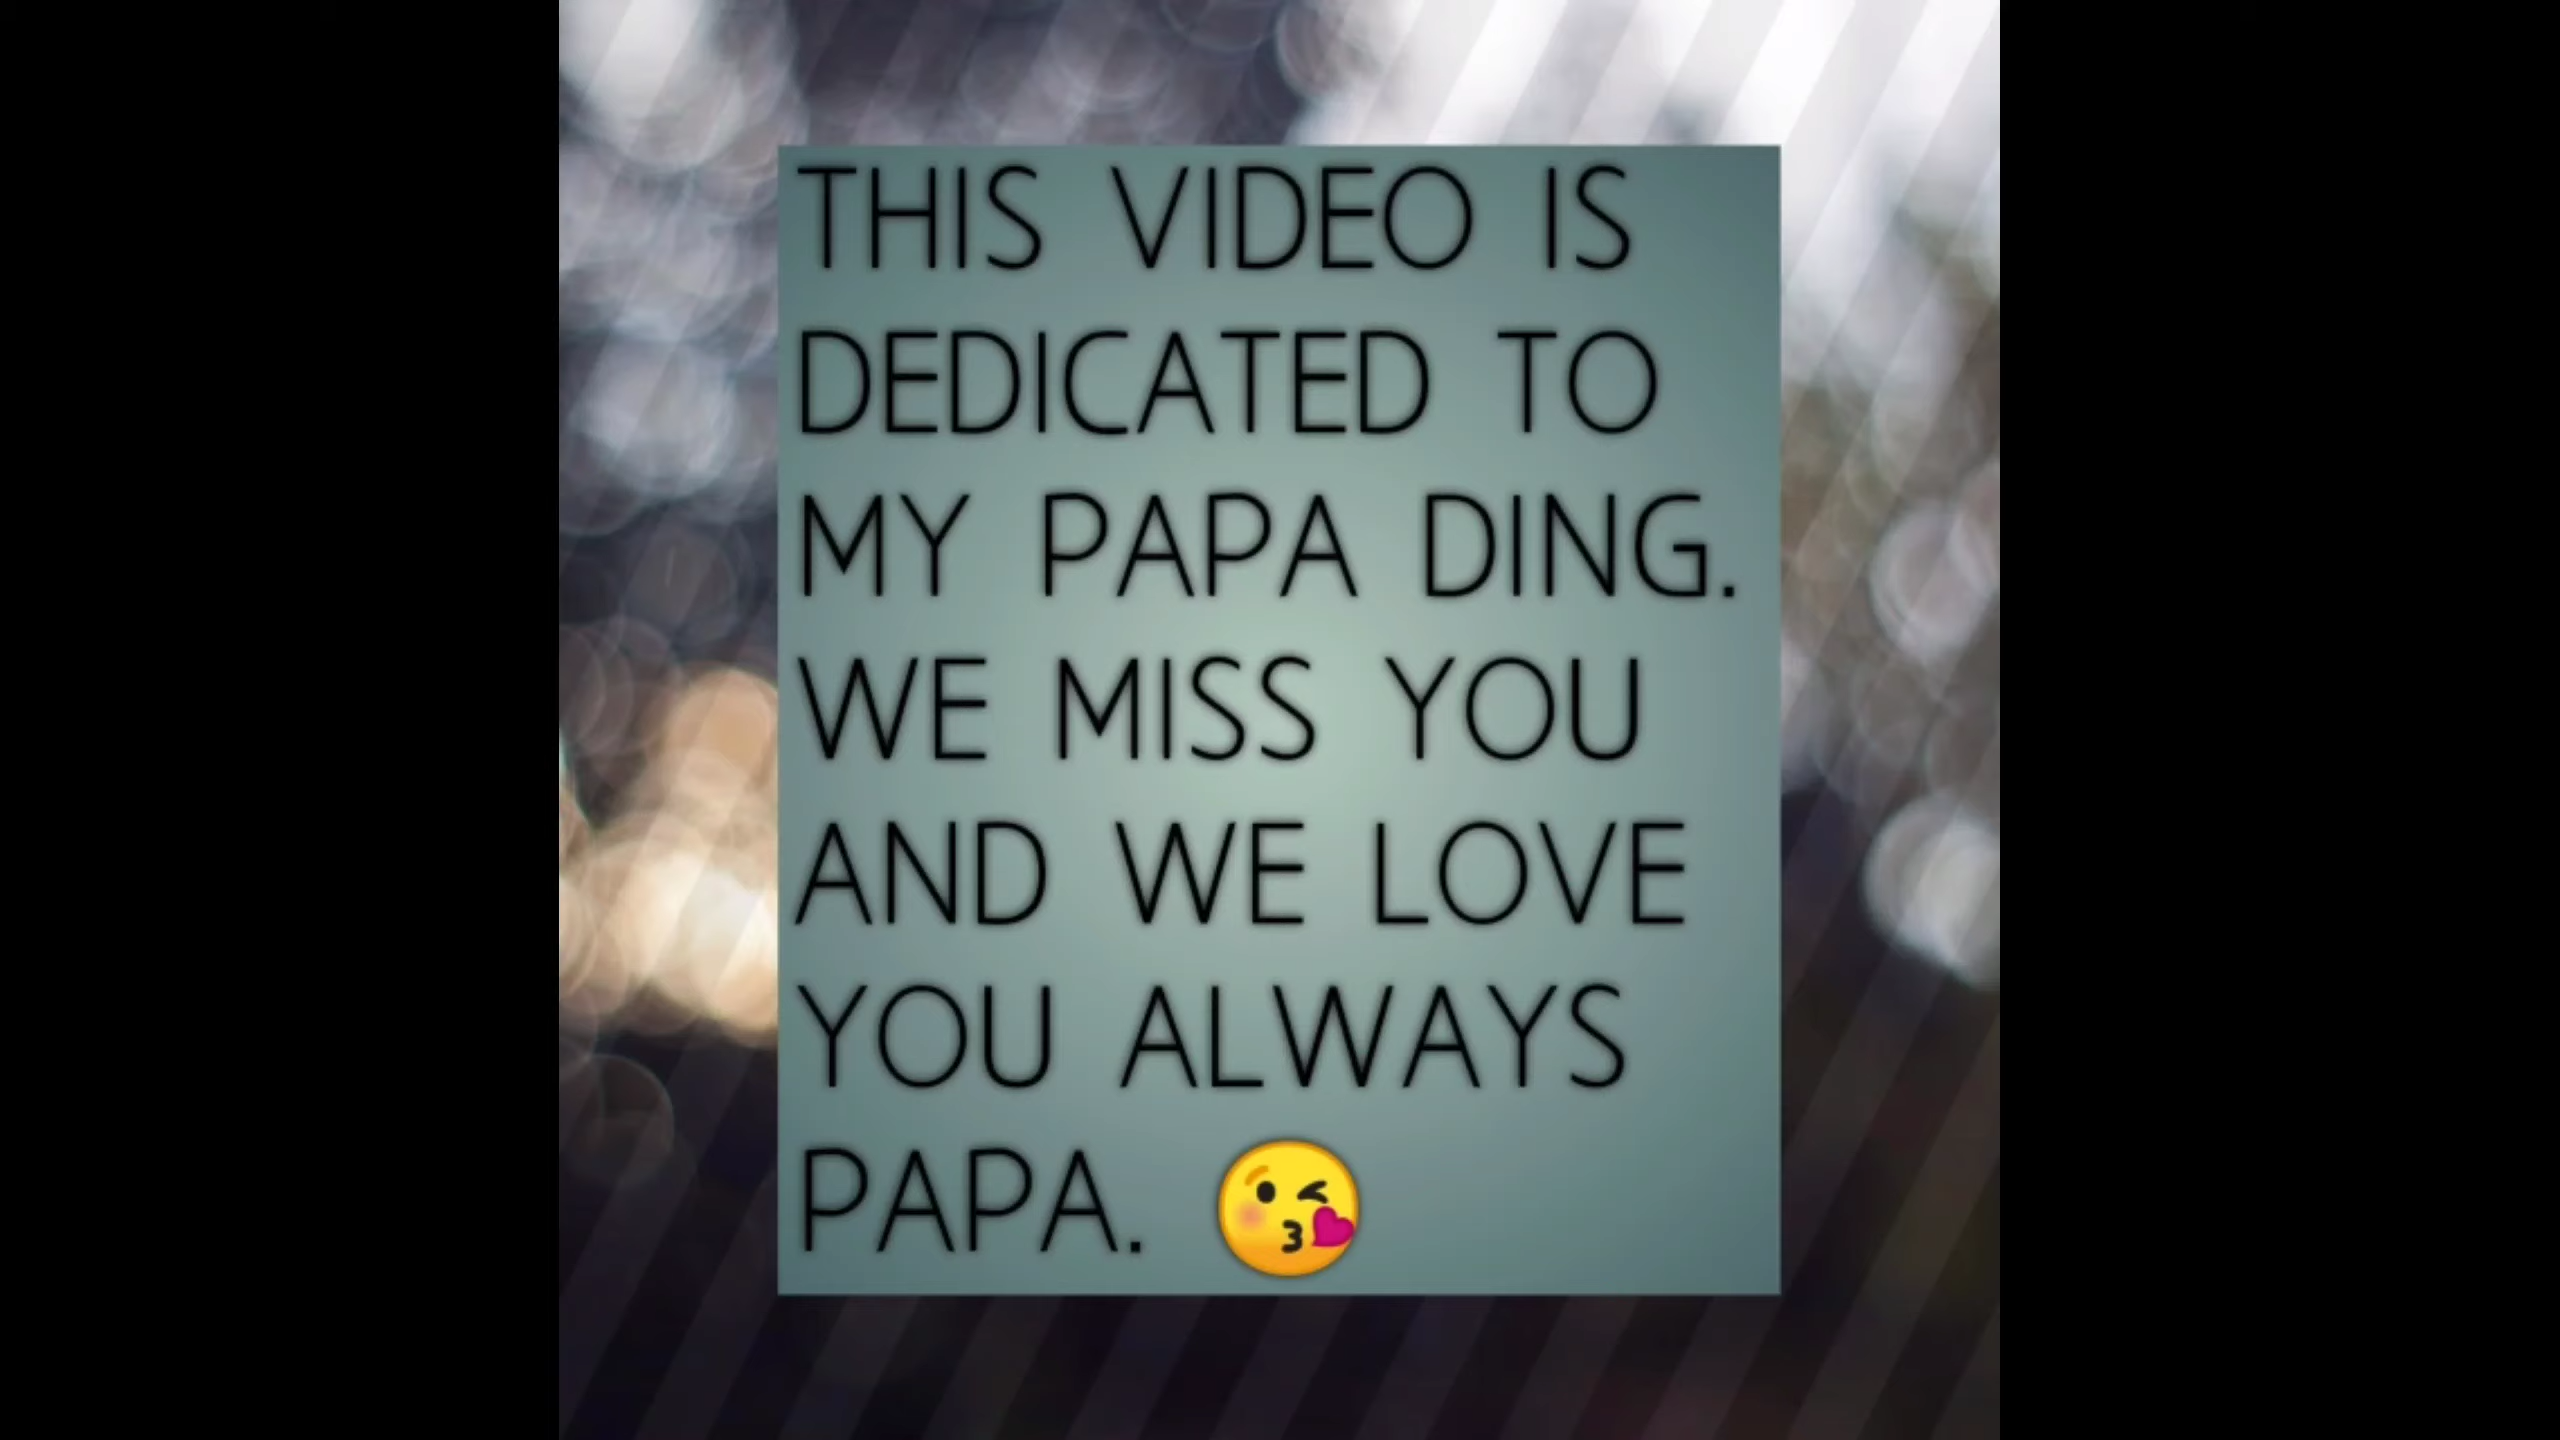 THIS VIDEO IS
DEDICATED TO
MY PAPA DING.
WE MISS YOU
AND WE LOVE
YOU ALWAYS
PAPA. 😘